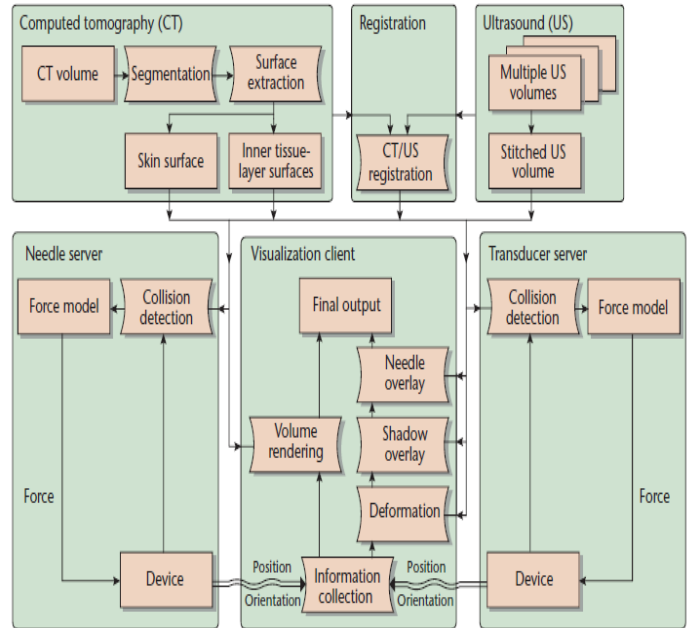 Computed tomography (CT)
CT volume
Segmentation
Surface
extraction
Skin surface
Inner tissue-
layer surfaces
Registration
CT/US
registration
Ultrasound (US)
Multiple US
volumes
Stitched US
volume
Needle server
Force model
Collision
detection
Force
Device
Visualization client
Final output
Needle
overlay
Volume
rendering
Shadow
overlay
Deformation
Information
collection
Position
Orientation
Position
Orientation
Transducer server
Collision
detection
Force model
Force
Device